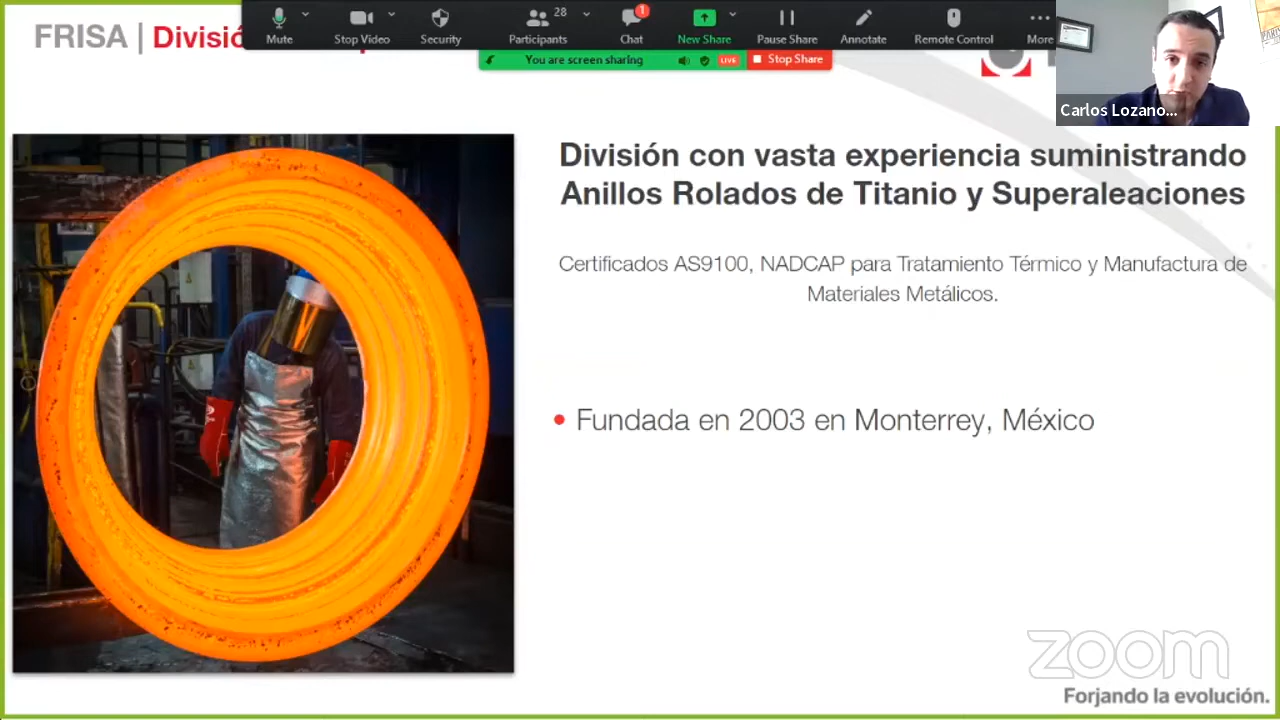 FRISA | Divisió
Mute
Stop Video
Security
Participants
28
Chat
1
New Share
Pause Share
Annotate
Remote Control
More
You are screen sharing
LIVE
Stop Share
Carlos Lozano...
División con vasta experiencia suministrando
Anillos Rolados de Titanio y Superaleaciones
Certificados AS9100, NADCAP para Tratamiento Térmico y Manufactura de
Materiales Metálicos.
• Fundada en 2003 en Monterrey, México
zoom
Forjando la evolución.